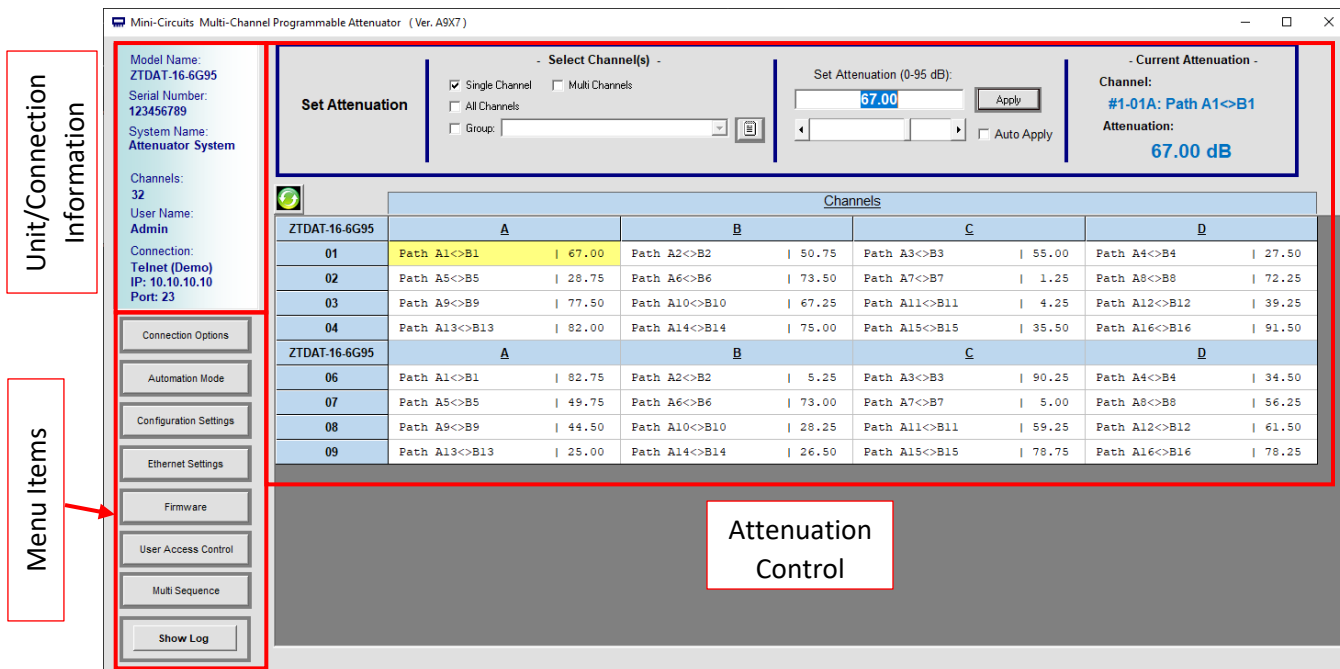 Mini-Circuits Multi-Channel Programmable Attenuator ( Ver. A9X7 )
Unit/Connection
Information
Model Name:
ZTDAT-16-6G95
Serial Number:
123456789
System Name:
Attenuator System
Channels:
32
User Name:
Admin
Connection:
Telnet (Demo)
IP: 10.10.10.10
Port: 23
Set Attenuation
- Select Channel(s) -
Single Channel Multi Channels
All Channels
Group:
Set Attenuation (0-95 dB):
67.00 Apply
Auto Apply
- Current Attenuation -
Channel:
#1-01A: Path A1<>B1
Attenuation:
67.00 dB
Channels
ZTDAT-16-6G95 A B C D
01 Path A1<>B1 | 67.00 Path A2<>B2 | 50.75 Path A3<>B3 | 55.00 Path A4<>B4 | 27.50
02 Path A5<>B5 | 28.75 Path A6<>B6 | 73.50 Path A7<>B7 | 1.25 Path A8<>B8 | 72.25
03 Path A9<>B9 | 77.50 Path A10<>B10 | 67.25 Path A11<>B11 | 4.25 Path A12<>B12 | 39.25
04 Path A13<>B13 | 82.00 Path A14<>B14 | 75.00 Path A15<>B15 | 35.50 Path A16<>B16 | 91.50
ZTDAT-16-6G95 A B C D
06 Path A1<>B1 | 82.75 Path A2<>B2 | 5.25 Path A3<>B3 | 90.25 Path A4<>B4 | 34.50
07 Path A5<>B5 | 49.75 Path A6<>B6 | 73.00 Path A7<>B7 | 5.00 Path A8<>B8 | 56.25
08 Path A9<>B9 | 44.50 Path A10<>B10 | 28.25 Path A11<>B11 | 59.25 Path A12<>B12 | 61.50
09 Path A13<>B13 | 25.00 Path A14<>B14 | 26.50 Path A15<>B15 | 78.75 Path A16<>B16 | 78.25
Menu Items
Connection Options
Automation Mode
Configuration Settings
Ethernet Settings
Firmware
User Access Control
Multi Sequence
Show Log
Attenuation
Control